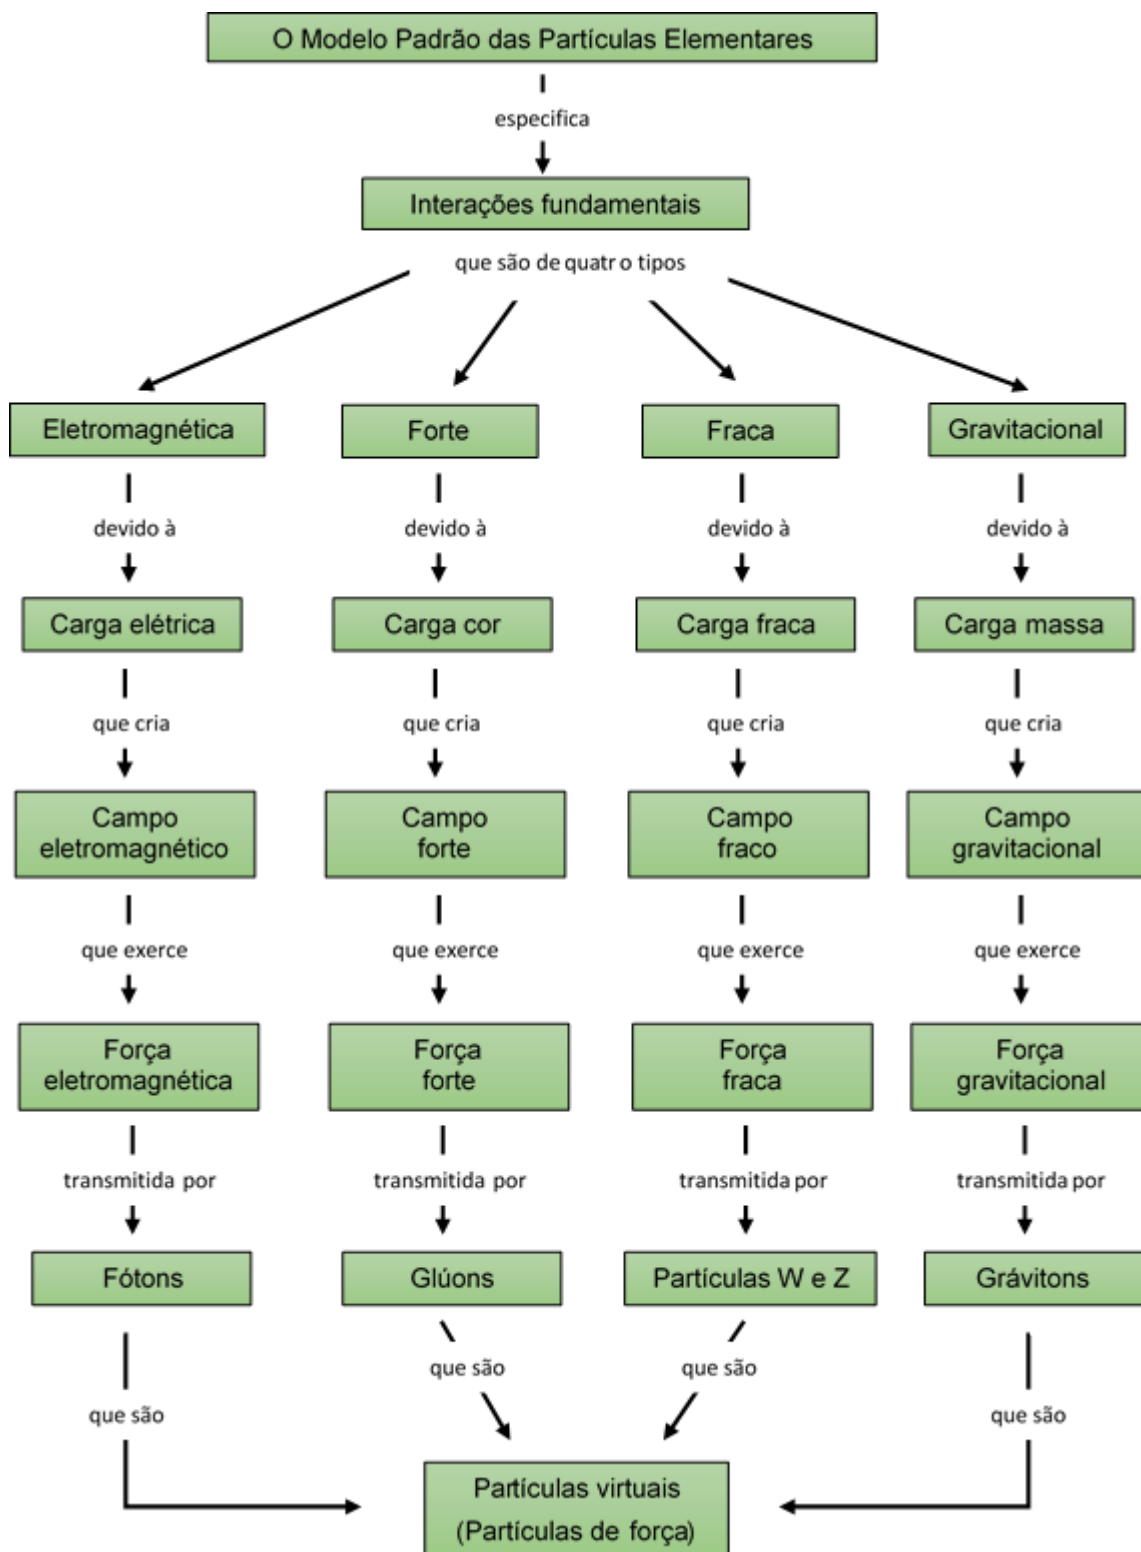 O Modelo Padrão das Partículas Elementares
especifica
Interações fundamentais
que são de quatro tipos
Eletromagnética
Forte
Fraca
Gravitacional
devido à
devido à
devido à
devido à
Carga elétrica
Carga cor
Carga fraca
Carga massa
que cria
que cria
que cria
que cria
Campo
eletromagnético
Campo
forte
Campo
fraco
Campo
gravitacional
que exerce
que exerce
que exerce
que exerce
Força
eletromagnética
Força
forte
Força
fraca
Força
gravitacional
transmitida por
transmitida por
transmitida por
transmitida por
Fótons
Glúons
Partículas W e Z
Grávitons
que são
que são
que são
que são
Partículas virtuais
(Partículas de força)